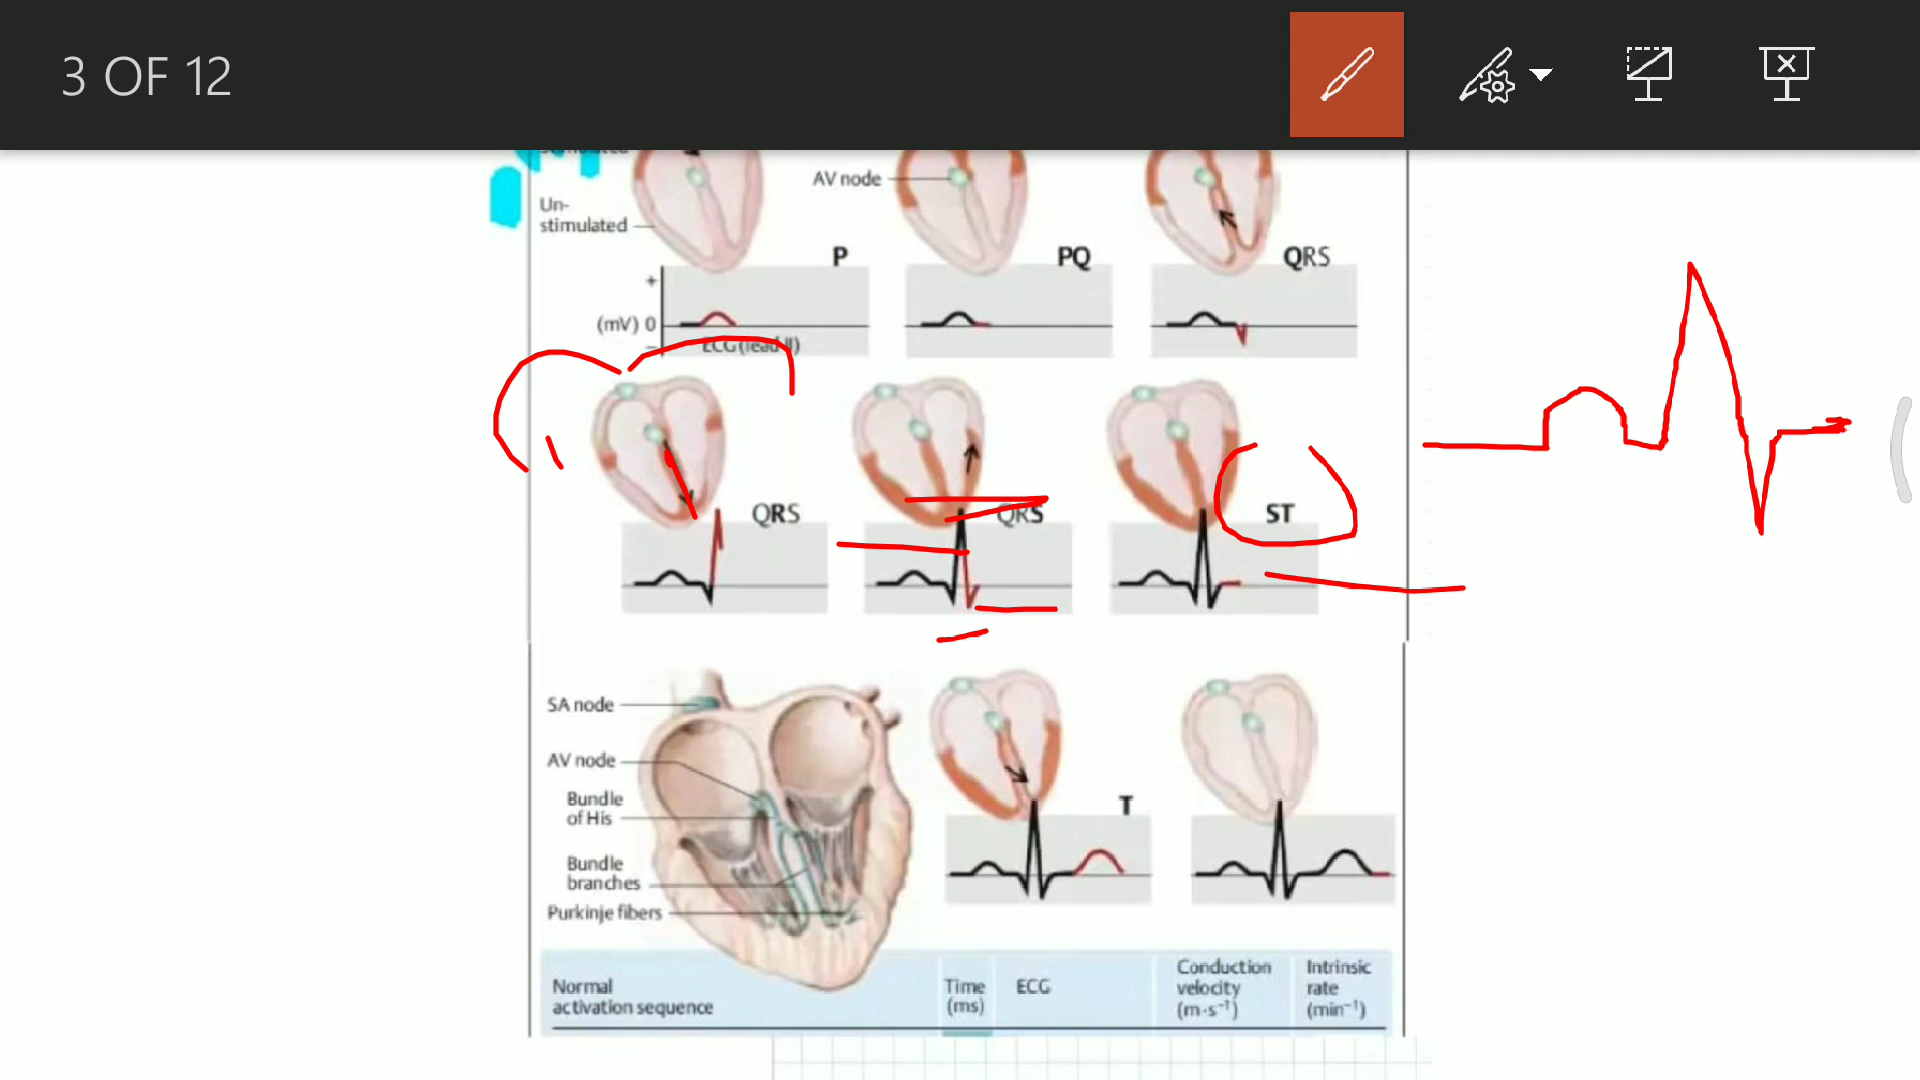 3 OF 12
AV node
Un-
stimulated
P
PQ
QRS
+
(mV) 0
–
ECG (lead II)
QRS
QRS
ST
SA node
AV node
Bundle
of His
Bundle
branches
Purkinje fibers
T
Normal
activation sequence
Time
(ms)
ECG
Conduction
velocity
(m·s⁻¹)
Intrinsic
rate
(min⁻¹)